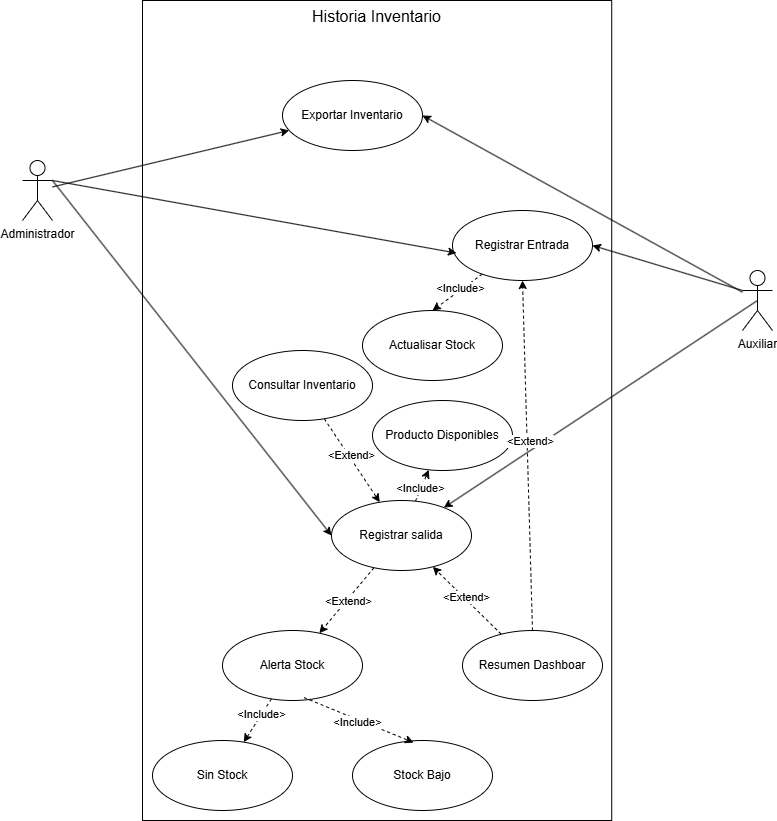 Historia Inventario
Exportar Inventario
Administrador
Registrar Entrada
<Include>
Auxiliar
Actualisar Stock
Consultar Inventario
Producto Disponibles
<Extend>
<Extend>
<Include>
Registrar salida
<Extend>
<Extend>
Alerta Stock
Resumen Dashboar
<Include>
<Include>
Sin Stock
Stock Bajo